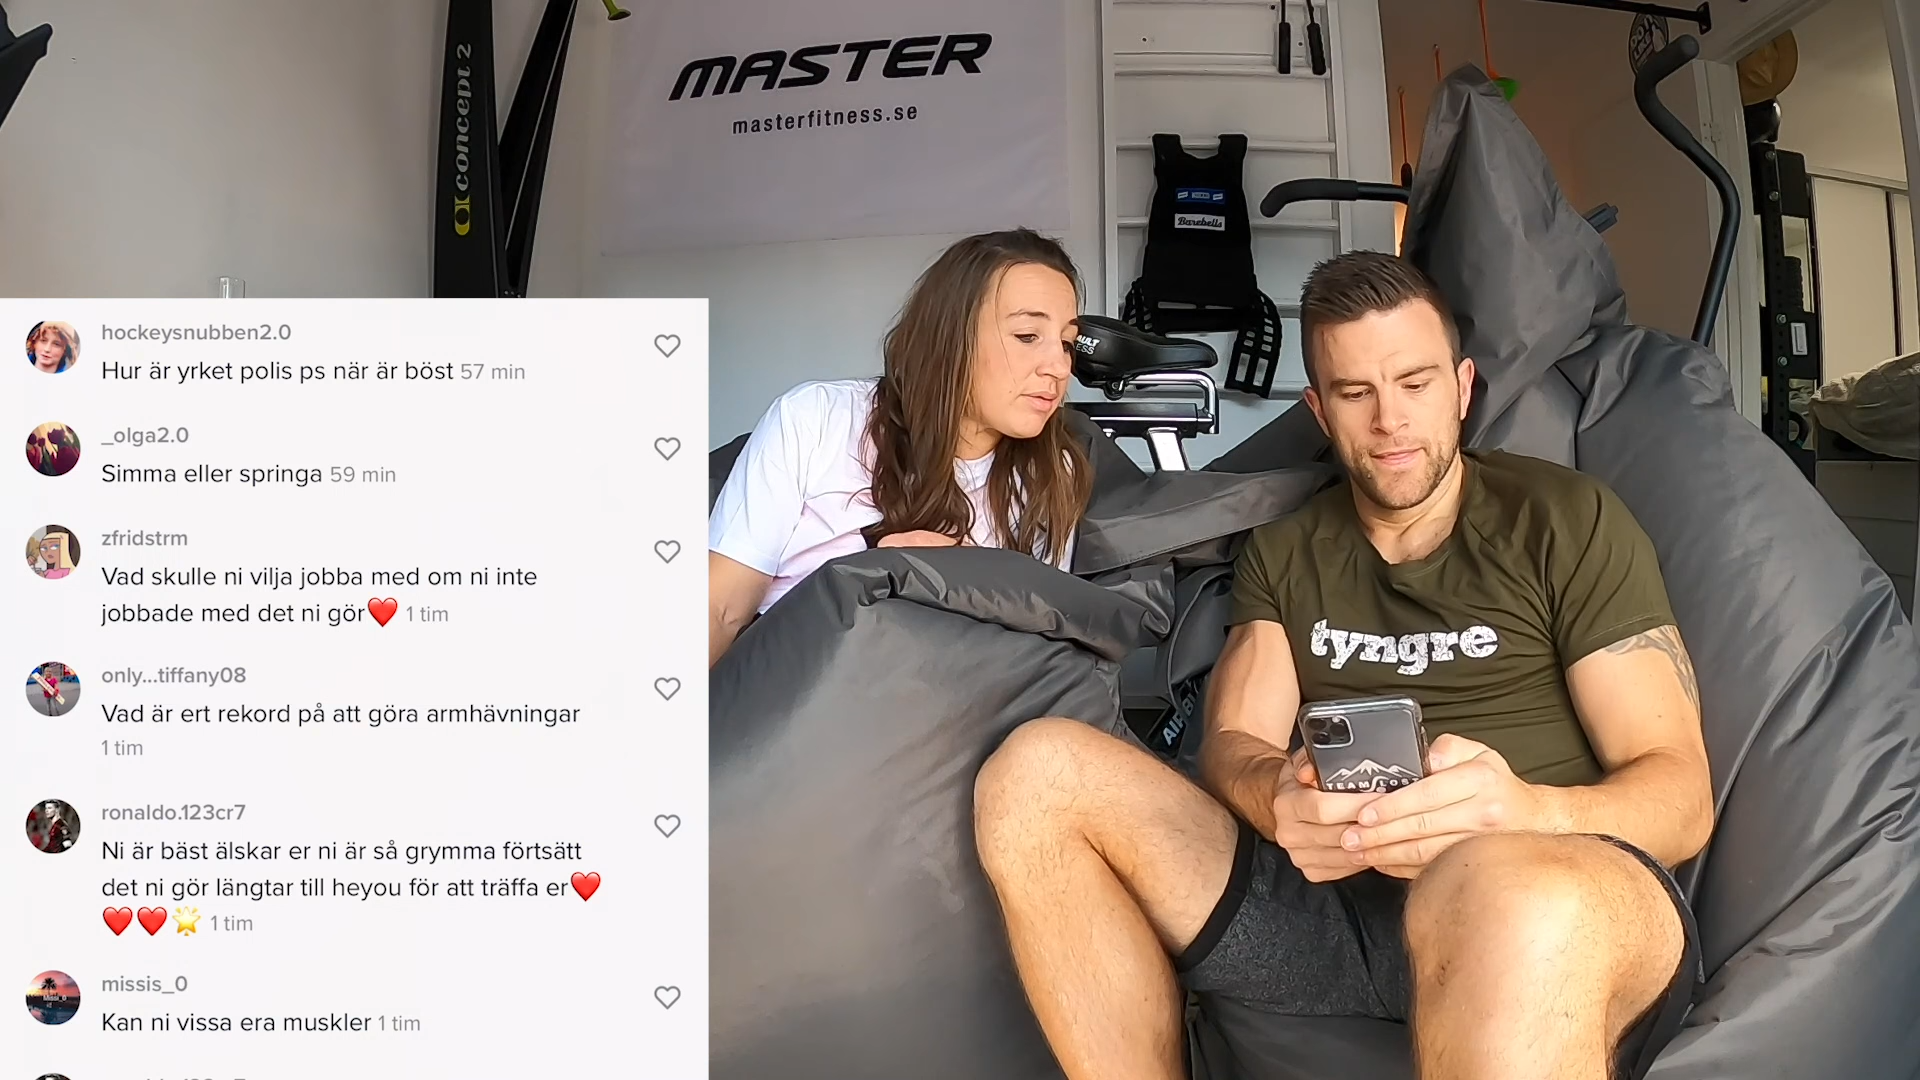 concept 2
MASTER
masterfitness.se
Barebells
hockeysnubben2.0
Hur är yrket polis ps när är böst 57 min
_olga2.0
Simma eller springa 59 min
zfridstrm
Vad skulle ni vilja jobba med om ni inte
jobbade med det ni gör❤️ 1 tim
only...tiffany08
Vad är ert rekord på att göra armhävningar
1 tim
ronaldo.123cr7
Ni är bäst älskar er ni är så grymma förtsätt
det ni gör längtar till heyou för att träffa er❤️
❤️❤️🌟 1 tim
missis_0
Kan ni vissa era muskler 1 tim
tyngre
TEAM LOST